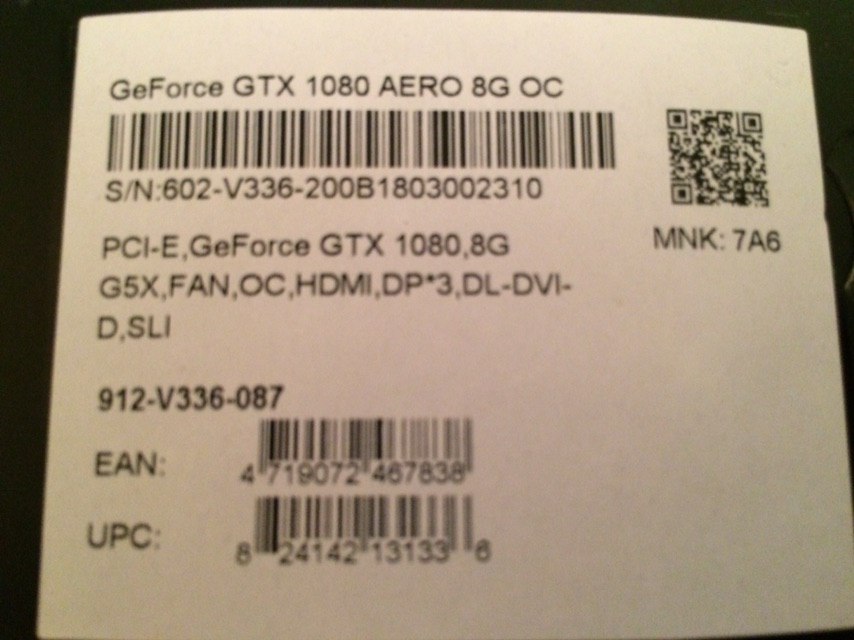 GeForce GTX 1080 AERO 8G OC
S/N:602-V336-200B1803002310
MNK: 7A6
PCI-E,GeForce GTX 1080,8G
G5X,FAN,OC,HDMI,DP*3,DL-DVI-
D,SLI
912-V336-087
EAN: 4 719072 467838
UPC: 8 24142 13133 6